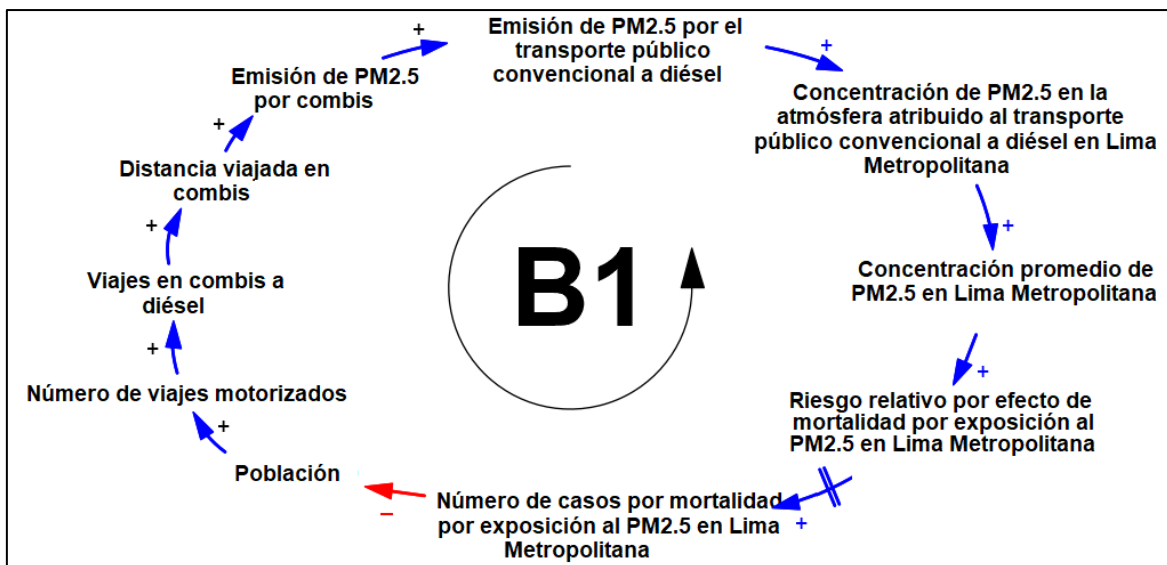 Emisión de PM2.5 por el
transporte público
convencional a diésel
+
+
Emisión de PM2.5
por combis
Concentración de PM2.5 en la
atmósfera atribuido al transporte
público convencional a diésel en Lima
Metropolitana
+
Distancia viajada en
combis
+
+
B1
Viajes en combis a
diésel
Concentración promedio de
PM2.5 en Lima Metropolitana
+
+
Número de viajes motorizados
Riesgo relativo por efecto de
mortalidad por exposición al
PM2.5 en Lima Metropolitana
+
Población
Número de casos por mortalidad
por exposición al PM2.5 en Lima
Metropolitana
–
+